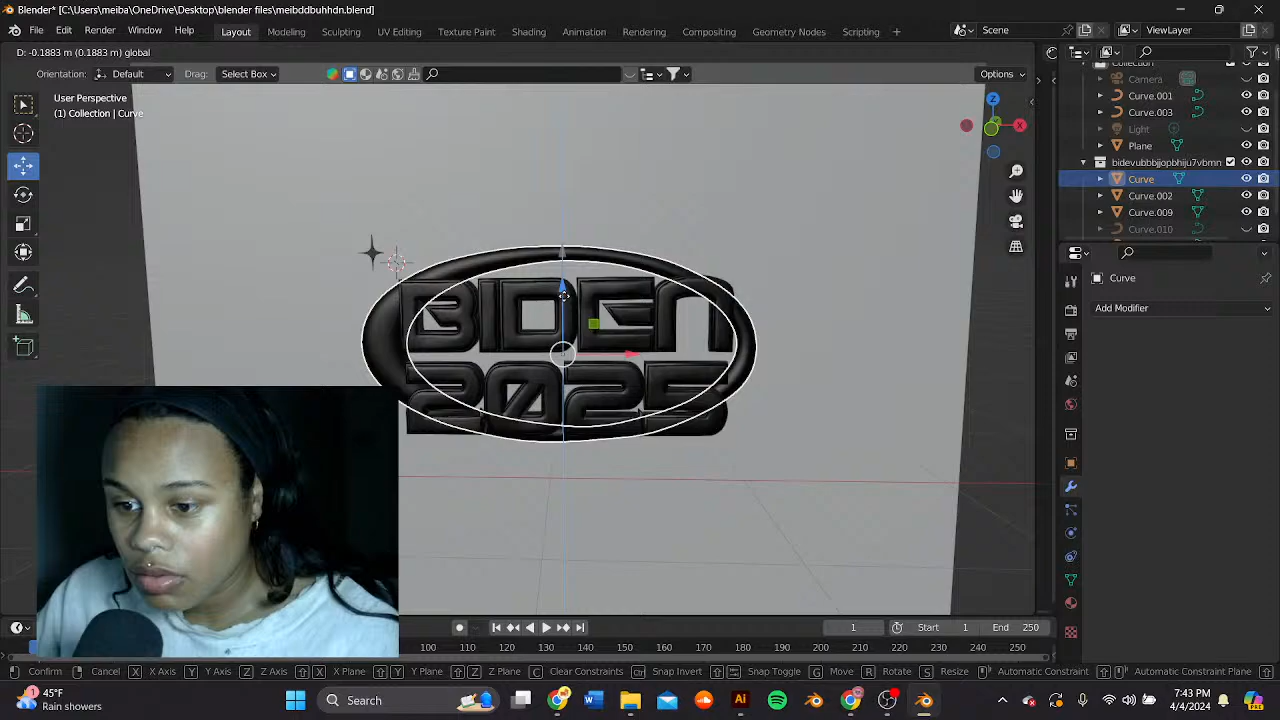 Blender* [C:\Users\meiba\OneDrive\Desktop\blender files\meibddbuhhdn.blend]
File Edit Render Window Help Layout Modeling Sculpting UV Editing Texture Paint Shading Animation Rendering Compositing Geometry Nodes Scripting + Scene ViewLayer
D: -0.1883 m (0.1883 m) global
Orientation: Default Drag: Select Box Options
User Perspective
(1) Collection | Curve
Camera
Curve.001
Curve.003
Light
Plane
bidevubbbjjopbhiju7vbmn
Curve
Curve.002
Curve.009
Curve.010
Curve
Add Modifier
Z
X
BIDEN
2025
1 Start 1 End 250
100 110 120 130 140 150 160 170 180 190 200 210 220 230 240 250
Confirm Cancel X X Axis Y Y Axis Z Z Axis X X Plane Y Y Plane Z Z Plane C Clear Constraints Snap Invert Snap Toggle G Move R Rotate S Resize Automatic Constraint Automatic Constraint Plane
1 45°F
Rain showers
Search
7:43 PM
4/4/2024